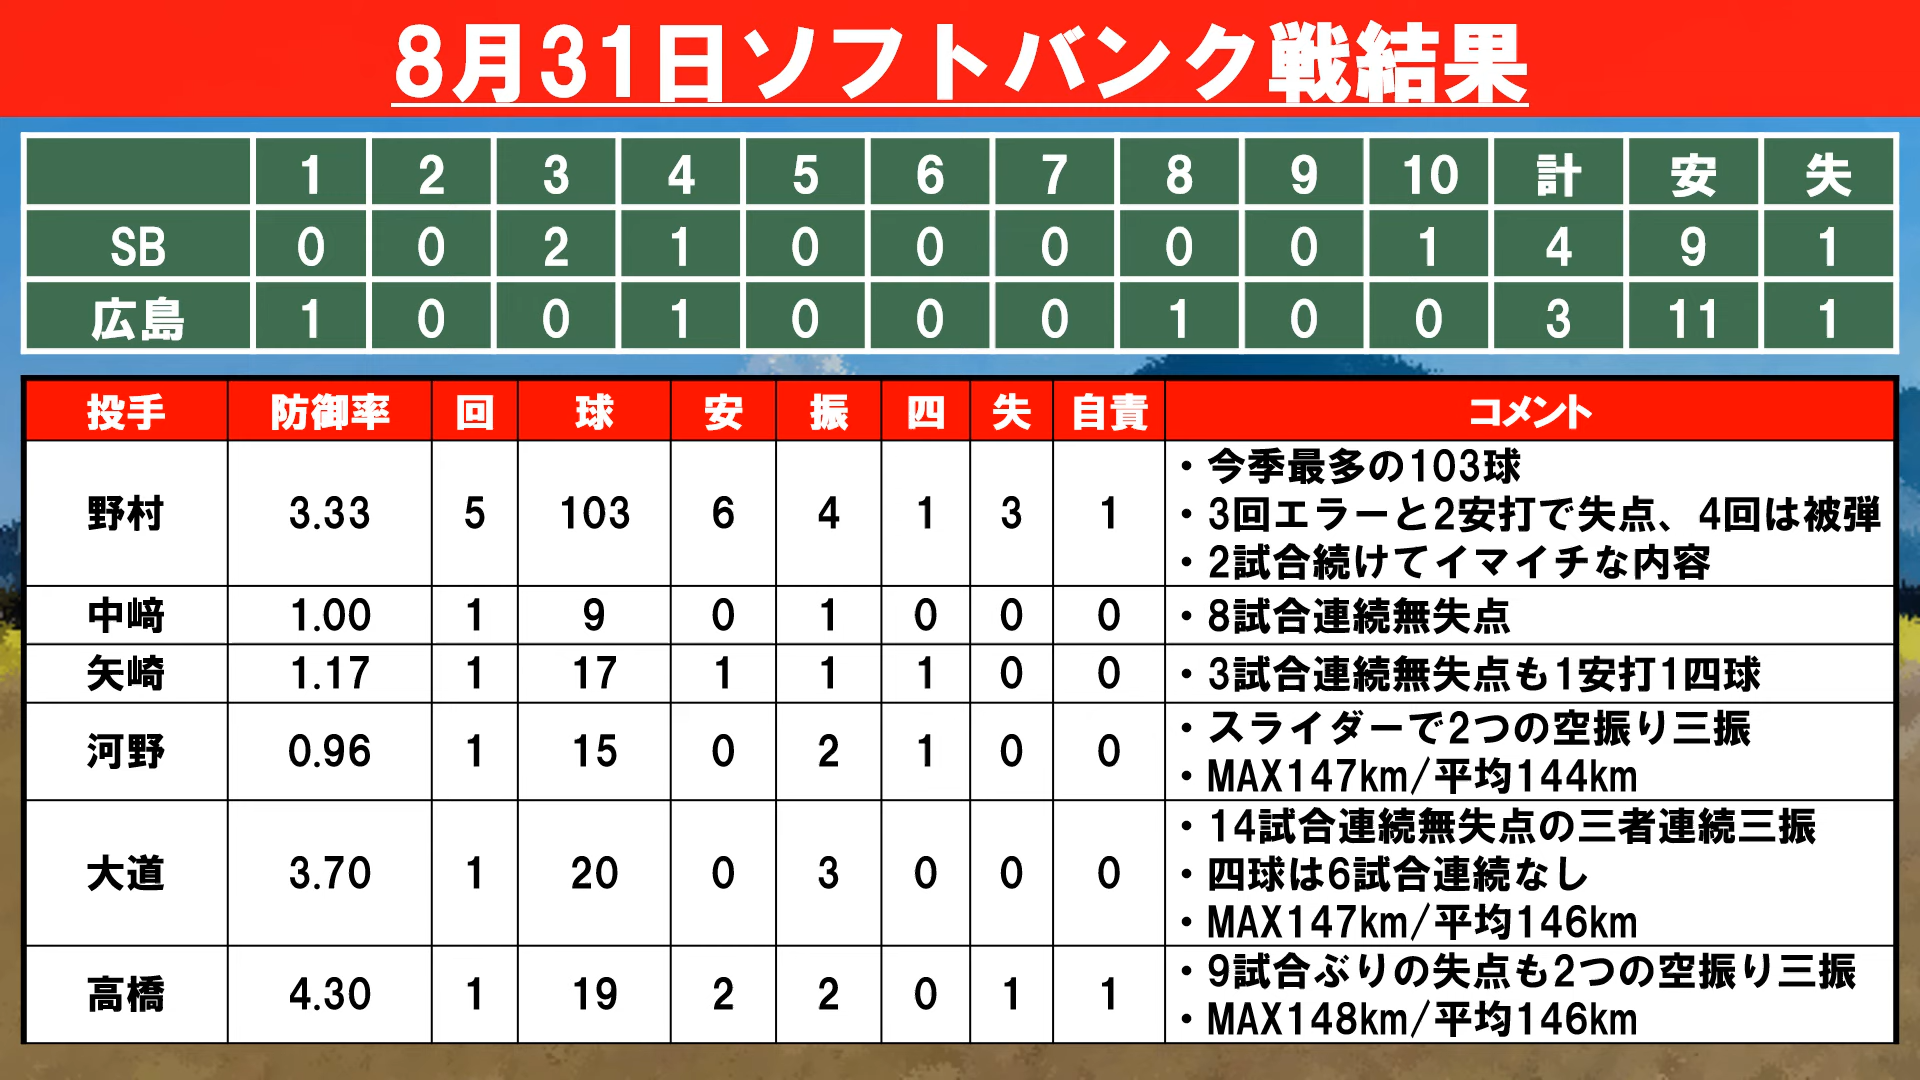 8月31日ソフトバンク戦結果
1 2 3 4 5 6 7 8 9 10 計 安 失
SB 0 0 2 1 0 0 0 0 0 1 4 9 1
広島 1 0 0 1 0 0 0 1 0 0 3 11 1
投手 防御率 回 球 安 振 四 失 自責 コメント
野村 3.33 5 103 6 4 1 3 1
・今季最多の103球
・3回エラーと2安打で失点、4回は被弾
・2試合続けてイマイチな内容
中﨑 1.00 1 9 0 1 0 0 0 ・8試合連続無失点
矢崎 1.17 1 17 1 1 1 0 0 ・3試合連続無失点も1安打1四球
河野 0.96 1 15 0 2 1 0 0
・スライダーで2つの空振り三振
・MAX147km/平均144km
大道 3.70 1 20 0 3 0 0 0
・14試合連続無失点の三者連続三振
・四球は6試合連続なし
・MAX147km/平均146km
高橋 4.30 1 19 2 2 0 1 1
・9試合ぶりの失点も2つの空振り三振
・MAX148km/平均146km